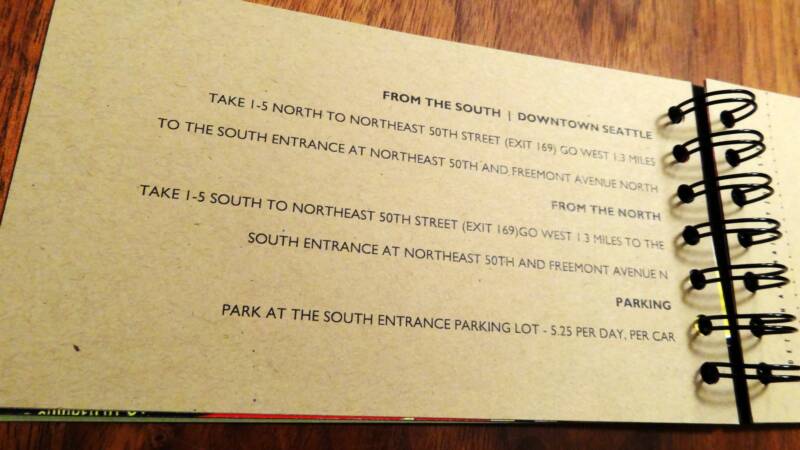 FROM THE SOUTH | DOWNTOWN SEATTLE
TAKE 1-5 NORTH TO NORTHEAST 50TH STREET (EXIT 169) GO WEST 1.3 MILES
TO THE SOUTH ENTRANCE AT NORTHEAST 50TH AND FREEMONT AVENUE NORTH
FROM THE NORTH
TAKE 1-5 SOUTH TO NORTHEAST 50TH STREET (EXIT 169)GO WEST 1.3 MILES TO THE
SOUTH ENTRANCE AT NORTHEAST 50TH AND FREEMONT AVENUE N
PARKING
PARK AT THE SOUTH ENTRANCE PARKING LOT - 5.25 PER DAY, PER CAR